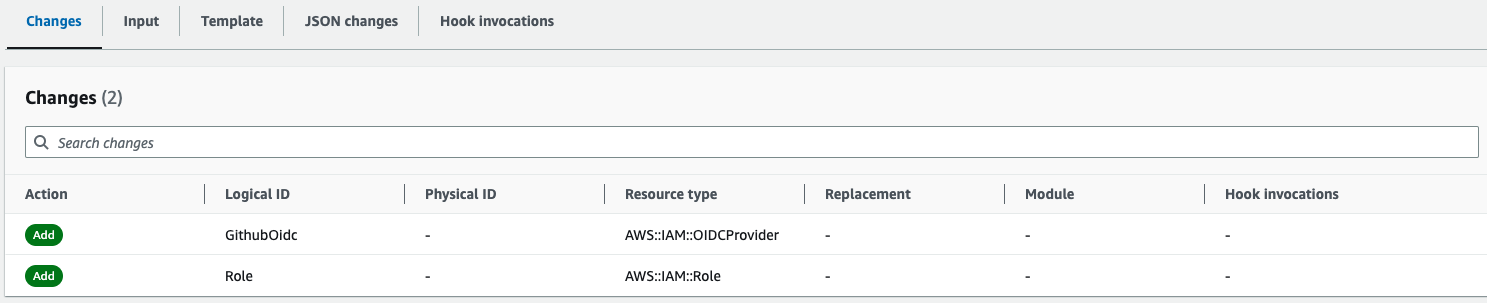 Changes Input Template JSON changes Hook invocations
Changes (2)
Search changes
Action Logical ID Physical ID Resource type Replacement Module Hook invocations
Add GithubOidc - AWS::IAM::OIDCProvider - - -
Add Role - AWS::IAM::Role - - -